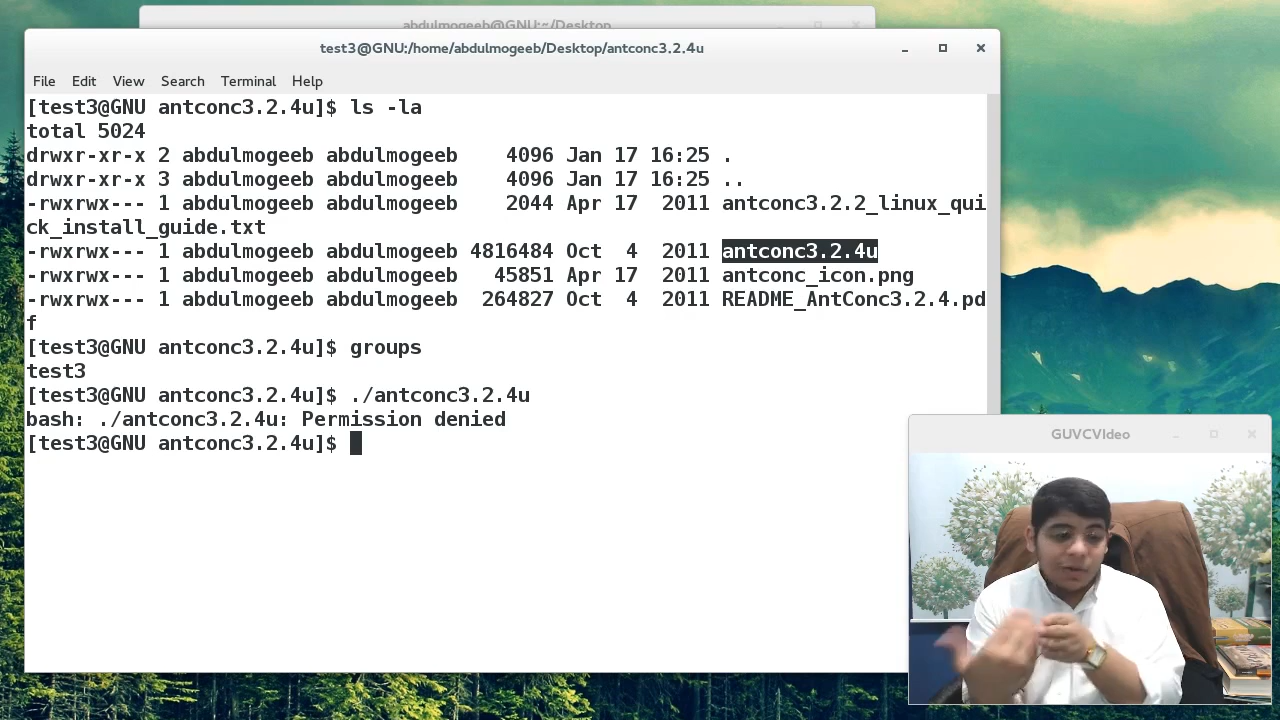 abdulmogeeb@GNU:~/Desktop
test3@GNU:/home/abdulmogeeb/Desktop/antconc3.2.4u
File Edit View Search Terminal Help
[test3@GNU antconc3.2.4u]$ ls -la
total 5024
drwxr-xr-x 2 abdulmogeeb abdulmogeeb    4096 Jan 17 16:25 .
drwxr-xr-x 3 abdulmogeeb abdulmogeeb    4096 Jan 17 16:25 ..
-rwxrwx--- 1 abdulmogeeb abdulmogeeb    2044 Apr 17  2011 antconc3.2.2_linux_qui
ck_install_guide.txt
-rwxrwx--- 1 abdulmogeeb abdulmogeeb 4816484 Oct  4  2011 antconc3.2.4u
-rwxrwx--- 1 abdulmogeeb abdulmogeeb   45851 Apr 17  2011 antconc_icon.png
-rwxrwx--- 1 abdulmogeeb abdulmogeeb  264827 Oct  4  2011 README_AntConc3.2.4.pd
f
[test3@GNU antconc3.2.4u]$ groups
test3
[test3@GNU antconc3.2.4u]$ ./antconc3.2.4u
bash: ./antconc3.2.4u: Permission denied
[test3@GNU antconc3.2.4u]$
GUVCVIdeo